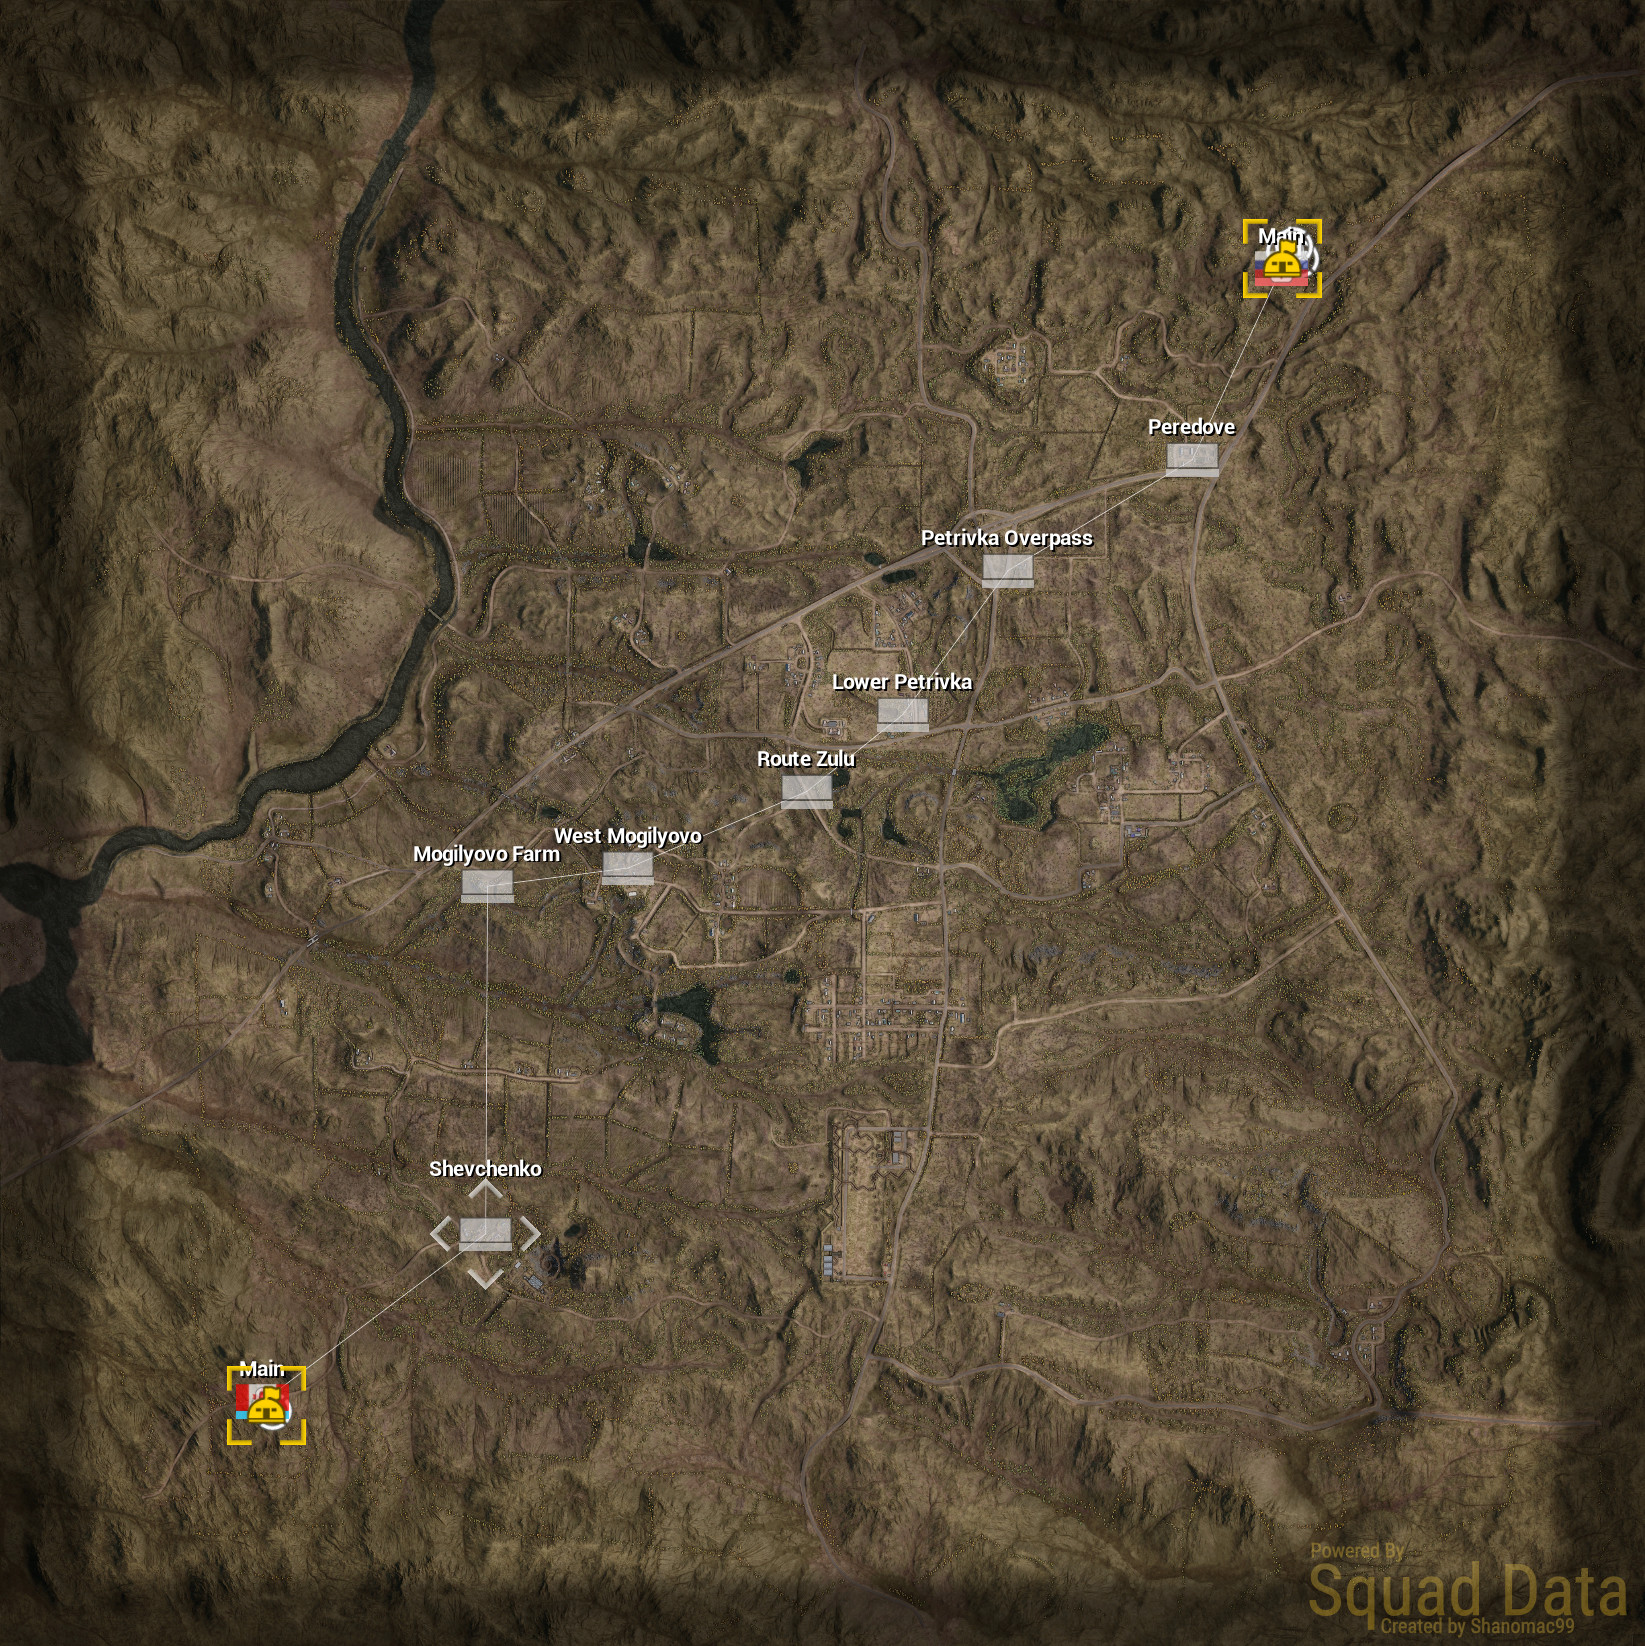 Main
Peredove
Petrivka Overpass
Lower Petrivka
Route Zulu
West Mogilyovo
Mogilyovo Farm
Shevchenko
Main
Powered By
Squad Data
Created by Shanomac99